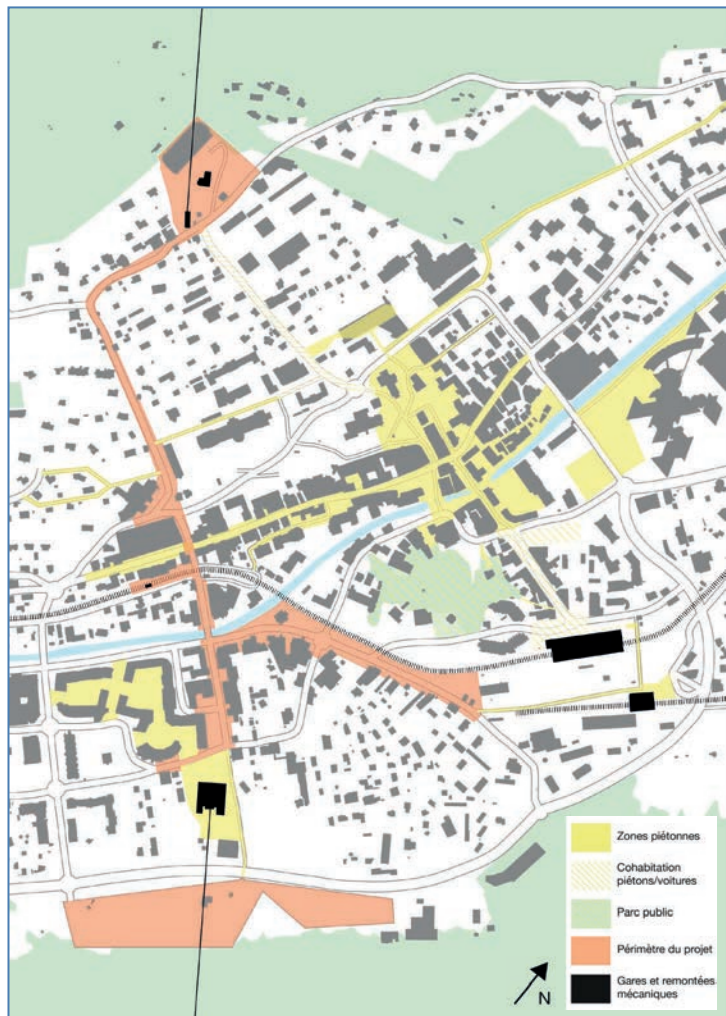 Zones piétonnes
Cohabitation
piétons/voitures
Parc public
Périmètre du projet
Gares et remontées
mécaniques
N